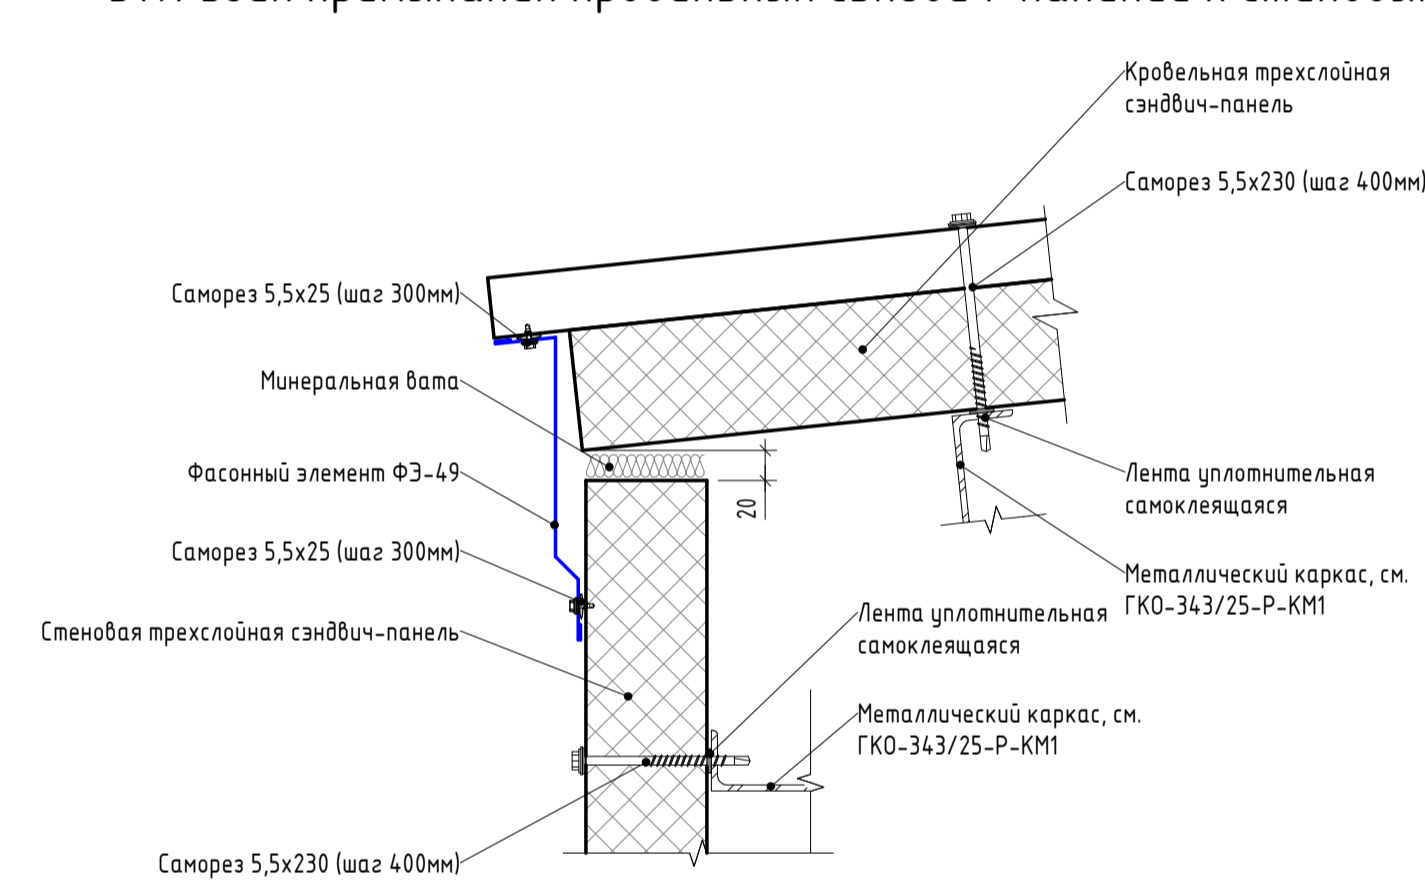 Кровельная трехслойная
сэндвич-панель
Саморез 5,5х230 (шаг 400мм)
Саморез 5,5х25 (шаг 300мм)
Минеральная вата
Фасонный элемент ФЭ-49
20
Лента уплотнительная
самоклеящаяся
Саморез 5,5х25 (шаг 300мм)
Металлический каркас, см.
ГКО-343/25-Р-КМ1
Лента уплотнительная
самоклеящаяся
Стеновая трехслойная сэндвич-панель
Металлический каркас, см.
ГКО-343/25-Р-КМ1
Саморез 5,5х230 (шаг 400мм)